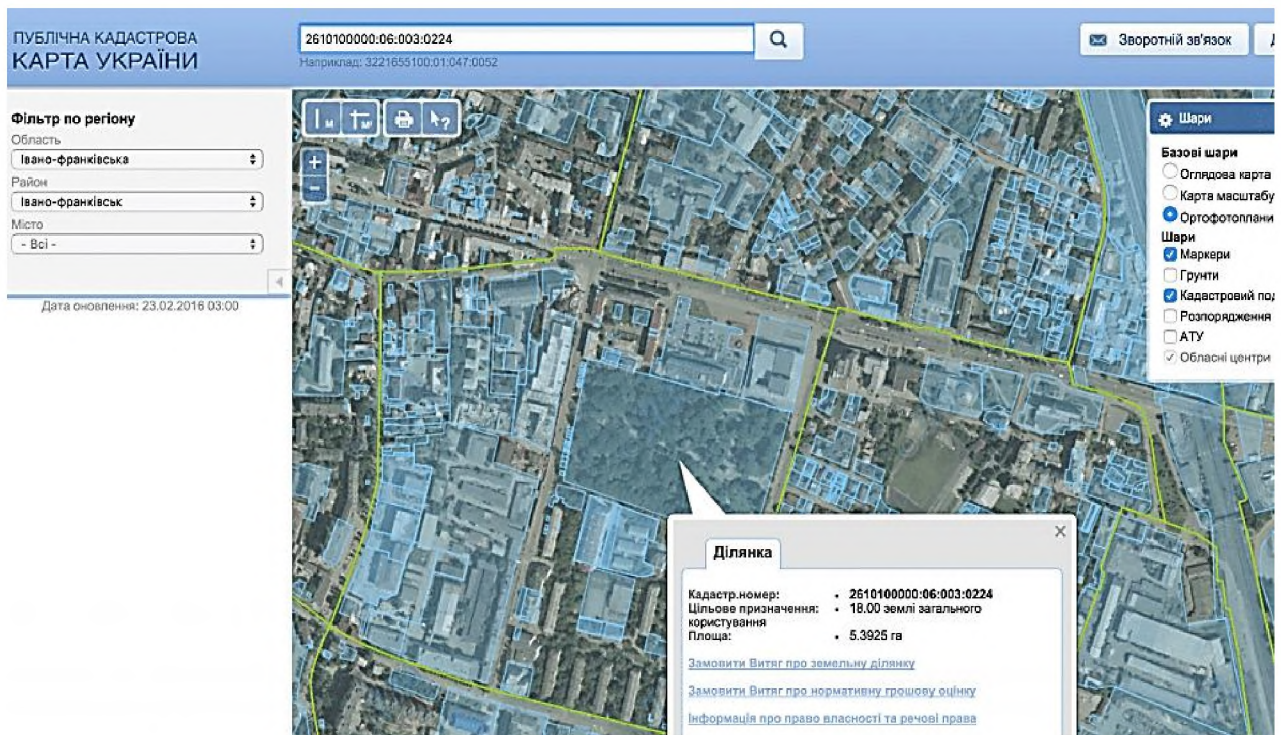 ПУБЛІЧНА КАДАСТРОВА
КАРТА УКРАЇНИ
2610100000:06:003:0224
Наприклад: 3221655100:01:047:0052
Зворотній зв'язок
Фільтр по регіону
Область
Івано-франківська
Район
Івано-франківськ
Місто
- Всі -
Дата оновлення: 23.02.2016 03:00
М
М²
+
-
Шари
Базові шари
Оглядова карта
Карта масштабу
Ортофотоплани
Шари
Маркери
Грунти
Кадастровий под
Розпорядження
АТУ
Обласні центри
Ділянка
Кадастр.номер: • 2610100000:06:003:0224
Цільове призначення: • 18.00 землі загального
користування
Площа: • 5.3925 га
Замовити Витяг про земельну ділянку
Замовити Витяг про нормативну грошову оцінку
Інформація про право власності та речові права